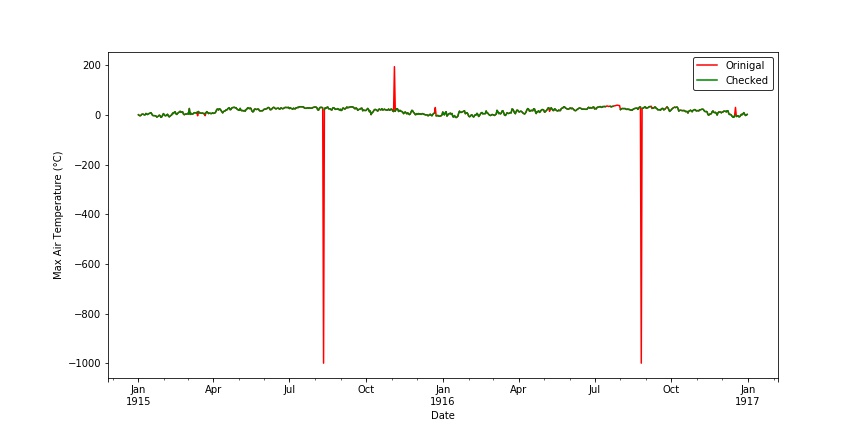 200
0
−200
−400
−600
−800
−1000
Max Air Temperature (°C)
Orinigal
Checked
Jan Apr Jul Oct Jan Apr Jul Oct Jan
1915 1916 1917
Date